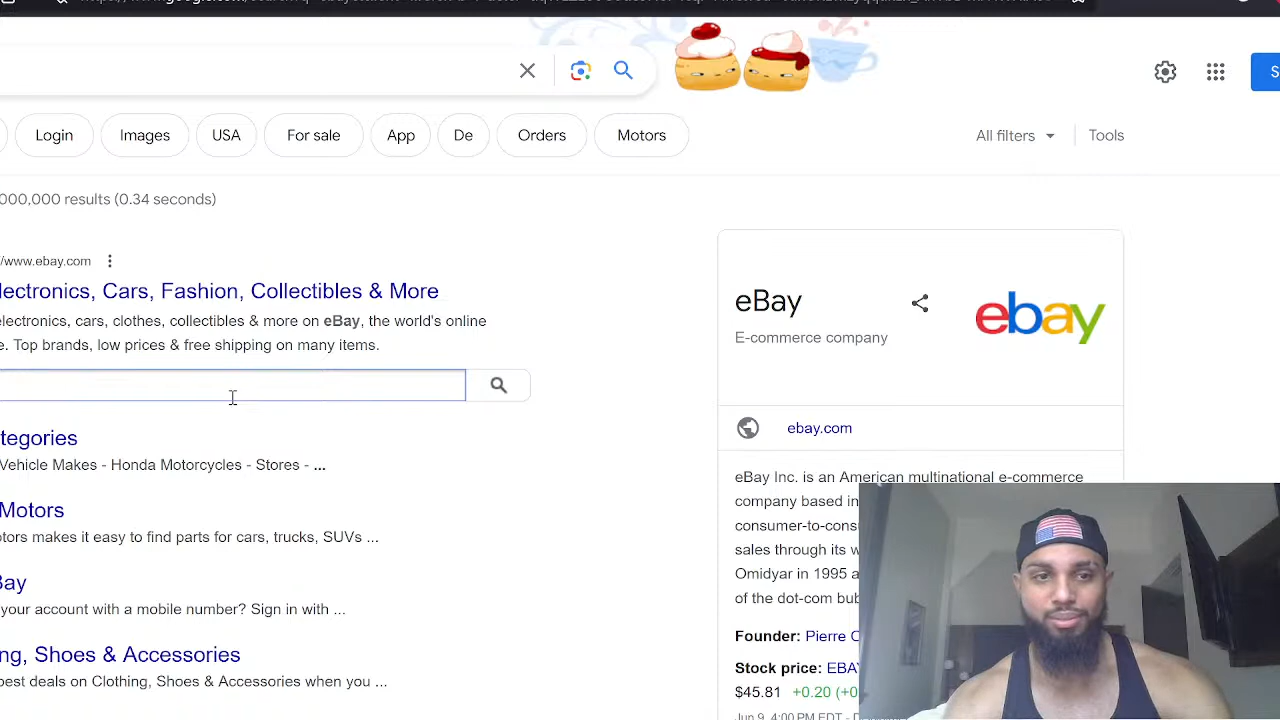 S
Login
Images
USA
For sale
App
De
Orders
Motors
All filters
Tools
000,000 results (0.34 seconds)
/www.ebay.com
lectronics, Cars, Fashion, Collectibles & More
electronics, cars, clothes, collectibles & more on eBay, the world's online
e. Top brands, low prices & free shipping on many items.
tegories
Vehicle Makes - Honda Motorcycles - Stores - ...
Motors
otors makes it easy to find parts for cars, trucks, SUVs ...
Bay
your account with a mobile number? Sign in with ...
ng, Shoes & Accessories
best deals on Clothing, Shoes & Accessories when you ...
eBay
E-commerce company
ebay
ebay.com
eBay Inc. is an American multinational e-commerce
company based in
consumer-to-consu
sales through its w
Omidyar in 1995 a
of the dot-com bub
Founder: Pierre O
Stock price: EBAY
$45.81 +0.20 (+0
Jun 9, 4:00 PM EDT -